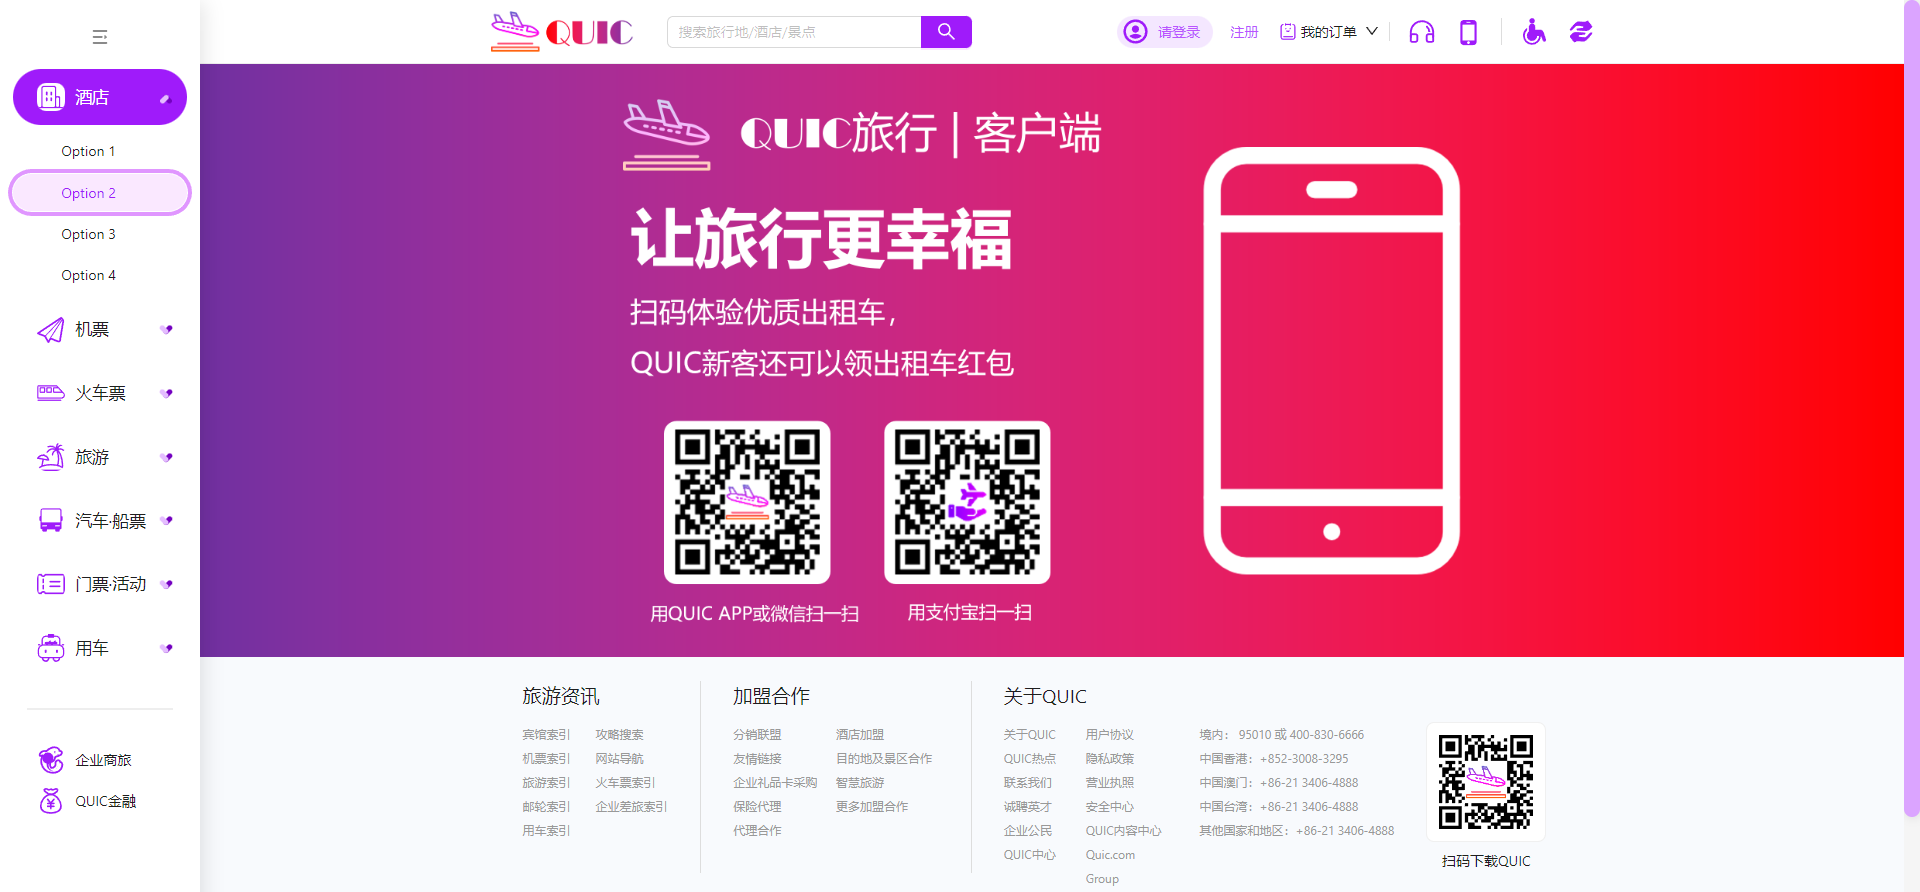 QUIC
搜索旅行地/酒店/景点
请登录
注册
我的订单
酒店
Option 1
Option 2
Option 3
Option 4
机票
火车票
旅游
汽车·船票
门票·活动
用车
企业商旅
QUIC金融
QUIC旅行 | 客户端
让旅行更幸福
扫码体验优质出租车，
QUIC新客还可以领出租车红包
用QUIC APP或微信扫一扫
用支付宝扫一扫
旅游资讯
宾馆索引 攻略搜索
机票索引 网站导航
旅游索引 火车票索引
邮轮索引 企业差旅索引
用车索引
加盟合作
分销联盟 酒店加盟
友情链接 目的地及景区合作
企业礼品卡采购 智慧旅游
保险代理 更多加盟合作
代理合作
关于QUIC
关于QUIC 用户协议
QUIC热点 隐私政策
联系我们 营业执照
诚聘英才 安全中心
企业公民 QUIC内容中心
QUIC中心 Quic.com
Group
境内： 95010 或 400-830-6666
中国香港：+852-3008-3295
中国澳门：+86-21 3406-4888
中国台湾：+86-21 3406-4888
其他国家和地区：+86-21 3406-4888
扫码下载QUIC